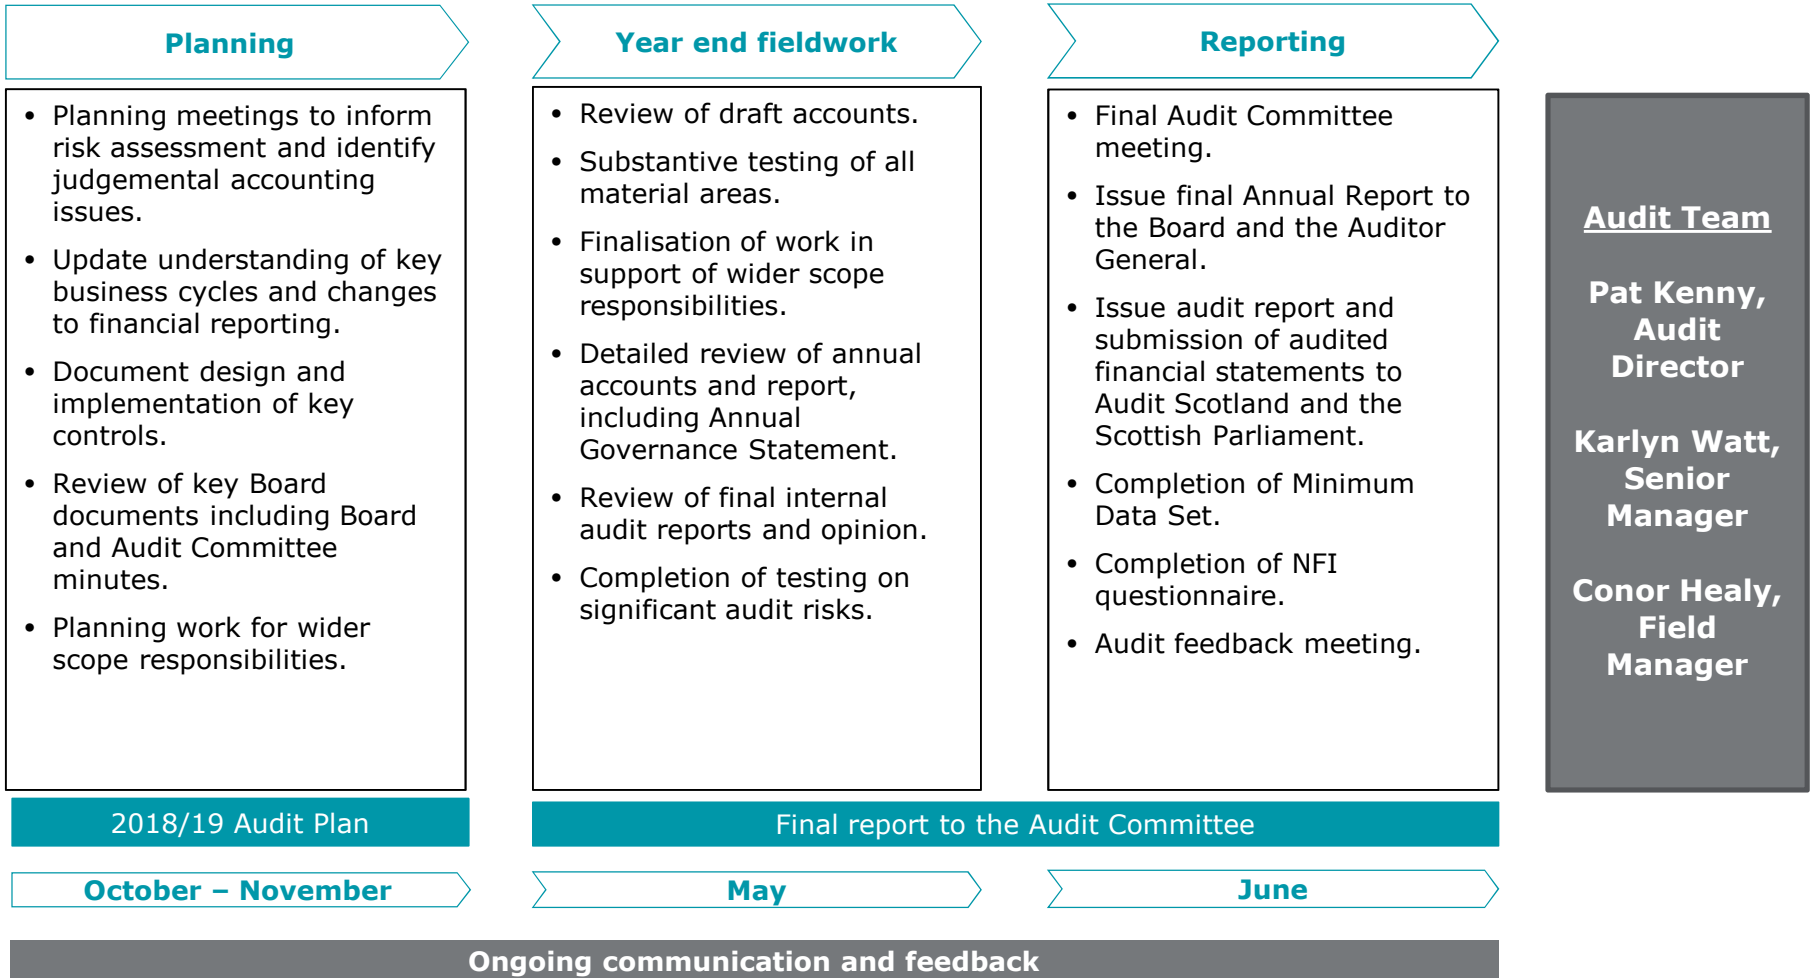 Planning
• Planning meetings to inform
risk assessment and identify
judgemental accounting
issues.
• Update understanding of key
business cycles and changes
to financial reporting.
• Document design and
implementation of key
controls.
• Review of key Board
documents including Board
and Audit Committee
minutes.
• Planning work for wider
scope responsibilities.
2018/19 Audit Plan
October – November
Year end fieldwork
• Review of draft accounts.
• Substantive testing of all
material areas.
• Finalisation of work in
support of wider scope
responsibilities.
• Detailed review of annual
accounts and report,
including Annual
Governance Statement.
• Review of final internal
audit reports and opinion.
• Completion of testing on
significant audit risks.
May
Reporting
• Final Audit Committee
meeting.
• Issue final Annual Report to
the Board and the Auditor
General.
• Issue audit report and
submission of audited
financial statements to
Audit Scotland and the
Scottish Parliament.
• Completion of Minimum
Data Set.
• Completion of NFI
questionnaire.
• Audit feedback meeting.
Final report to the Audit Committee
June
Audit Team
Pat Kenny,
Audit
Director
Karlyn Watt,
Senior
Manager
Conor Healy,
Field
Manager
Ongoing communication and feedback